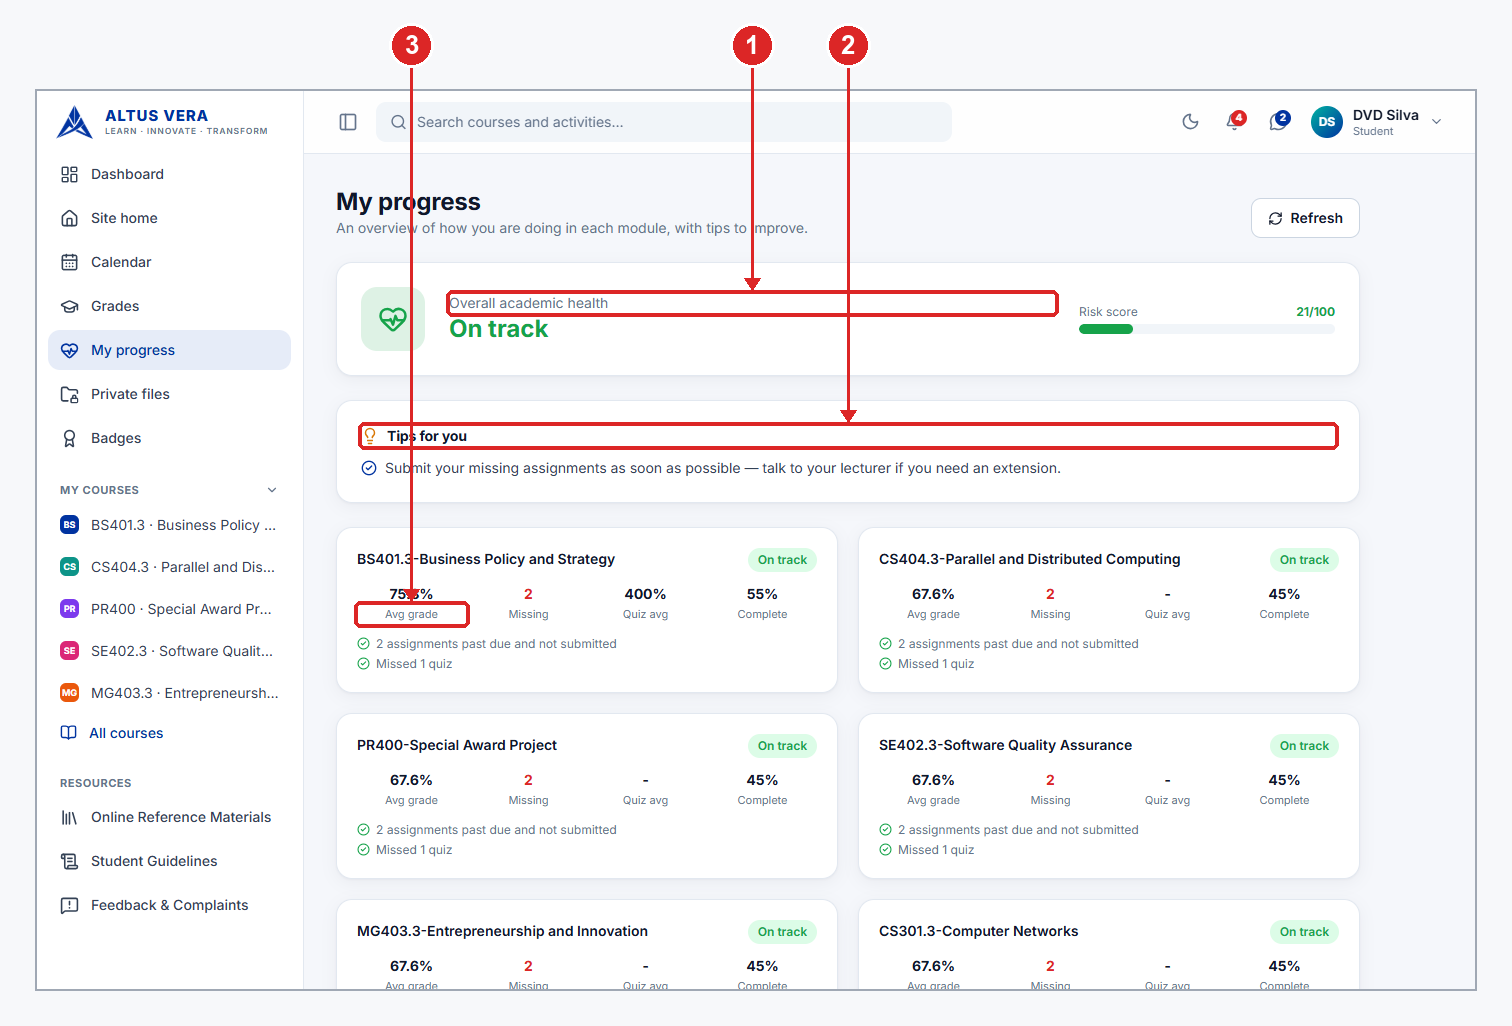 3
1
2
ALTUS VERA
LEARN · INNOVATE · TRANSFORM
Search courses and activities...
4
2
DS
DVD Silva
Student
Dashboard
Site home
Calendar
Grades
My progress
Private files
Badges
MY COURSES
BS
BS401.3 · Business Policy ...
CS
CS404.3 · Parallel and Dis...
PR
PR400 · Special Award Pr...
SE
SE402.3 · Software Qualit...
MG
MG403.3 · Entrepreneursh...
All courses
RESOURCES
Online Reference Materials
Student Guidelines
Feedback & Complaints
My progress
An overview of how you are doing in each module, with tips to improve.
Refresh
Overall academic health
On track
Risk score
21/100
Tips for you
Submit your missing assignments as soon as possible — talk to your lecturer if you need an extension.
BS401.3-Business Policy and Strategy
On track
2
400%
55%
Avg grade
Missing
Quiz avg
Complete
2 assignments past due and not submitted
Missed 1 quiz
CS404.3-Parallel and Distributed Computing
On track
67.6%
2
-
45%
Avg grade
Missing
Quiz avg
Complete
2 assignments past due and not submitted
Missed 1 quiz
PR400-Special Award Project
On track
67.6%
2
-
45%
Avg grade
Missing
Quiz avg
Complete
2 assignments past due and not submitted
Missed 1 quiz
SE402.3-Software Quality Assurance
On track
67.6%
2
-
45%
Avg grade
Missing
Quiz avg
Complete
2 assignments past due and not submitted
Missed 1 quiz
MG403.3-Entrepreneurship and Innovation
On track
67.6%
2
-
45%
Avg grade
Missing
Quiz avg
Complete
CS301.3-Computer Networks
On track
67.6%
2
-
45%
Avg grade
Missing
Quiz avg
Complete